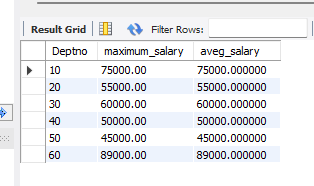 Result Grid Filter Rows:
Deptno maximum_salary aveg_salary
10 75000.00 75000.000000
20 55000.00 55000.000000
30 60000.00 60000.000000
40 50000.00 50000.000000
50 45000.00 45000.000000
60 89000.00 89000.000000